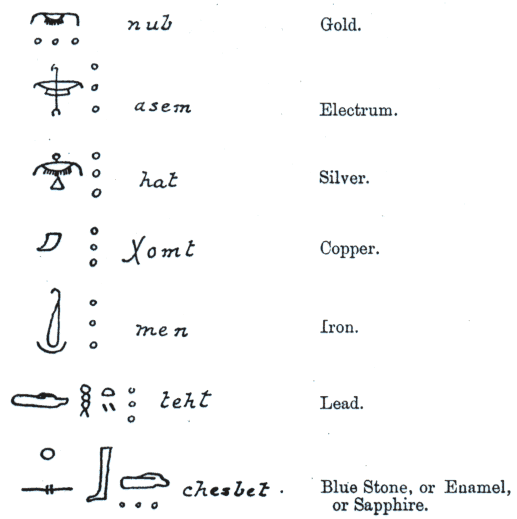 nub Gold.
asem Electrum.
hat Silver.
χomt Copper.
men Iron.
teht Lead.
chesbet. Blue Stone, or Enamel,
or Sapphire.